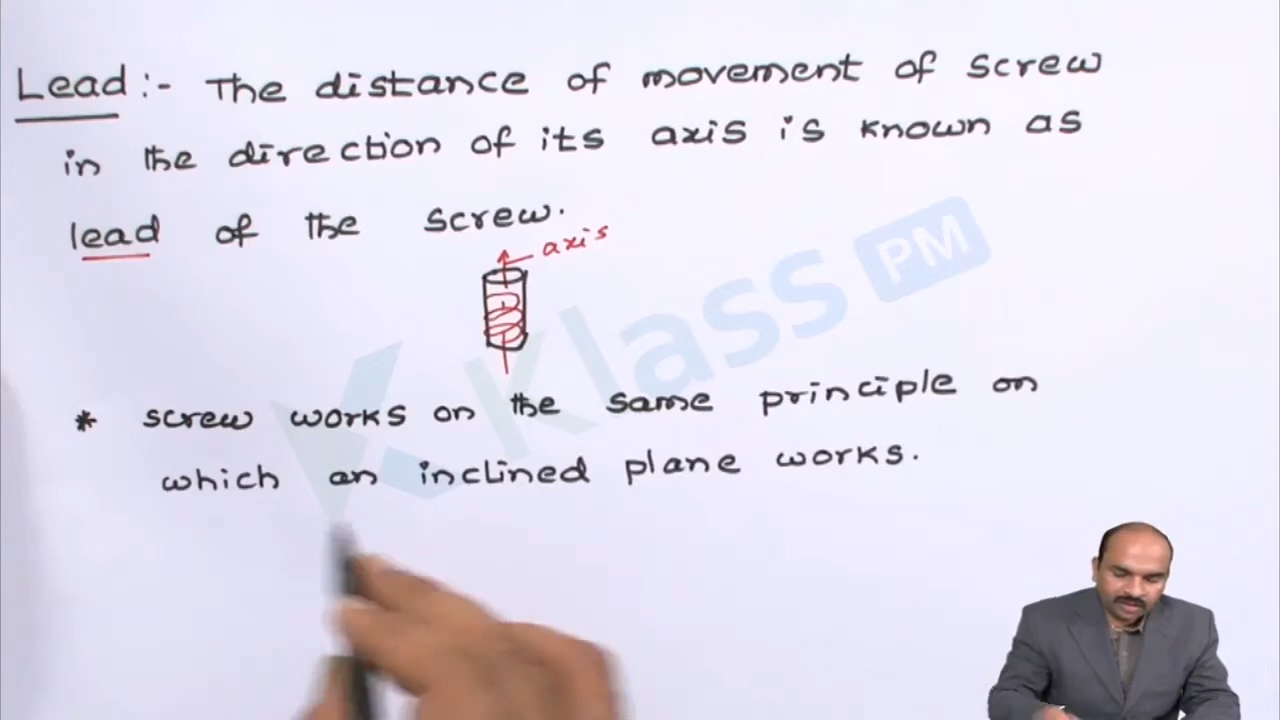 Lead :- The distance of movement of screw
in the direction of its axis is known as
lead of the screw.
axis
Klass PM
* screw works on the same principle on
which an inclined plane works.